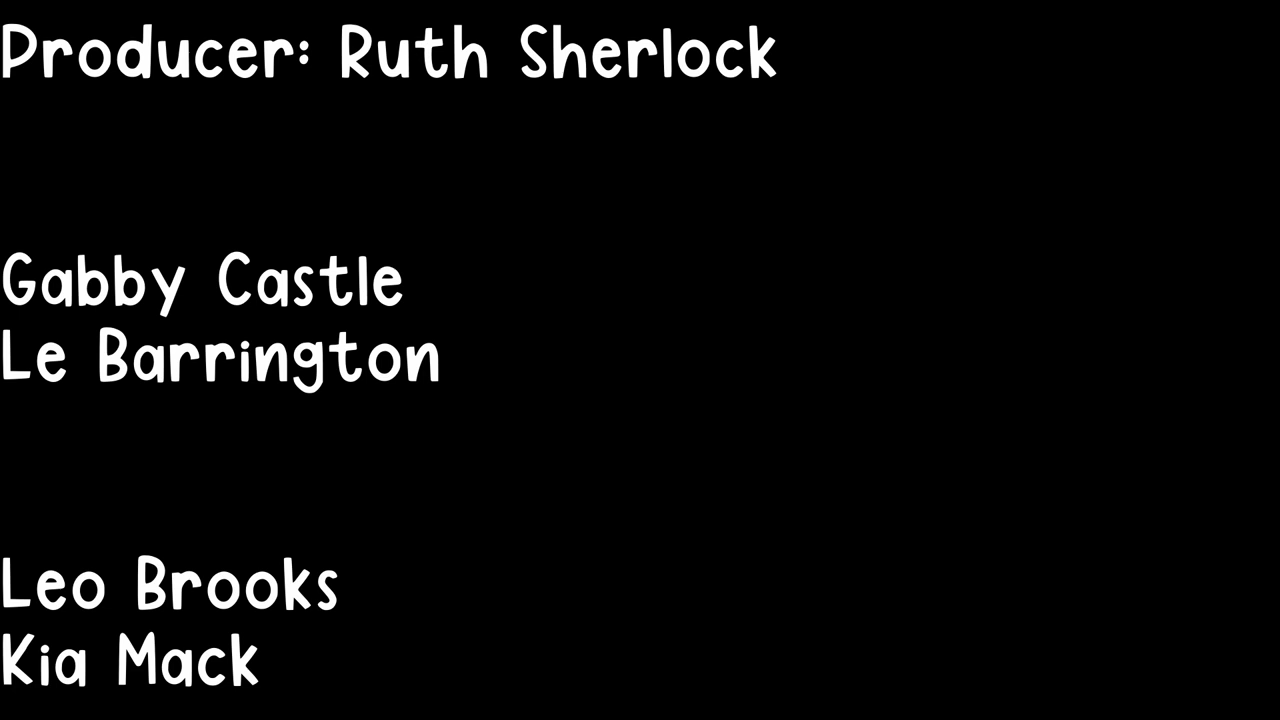 Producer: Ruth Sherlock
Gabby Castle
Le Barrington
Leo Brooks
Kia Mack